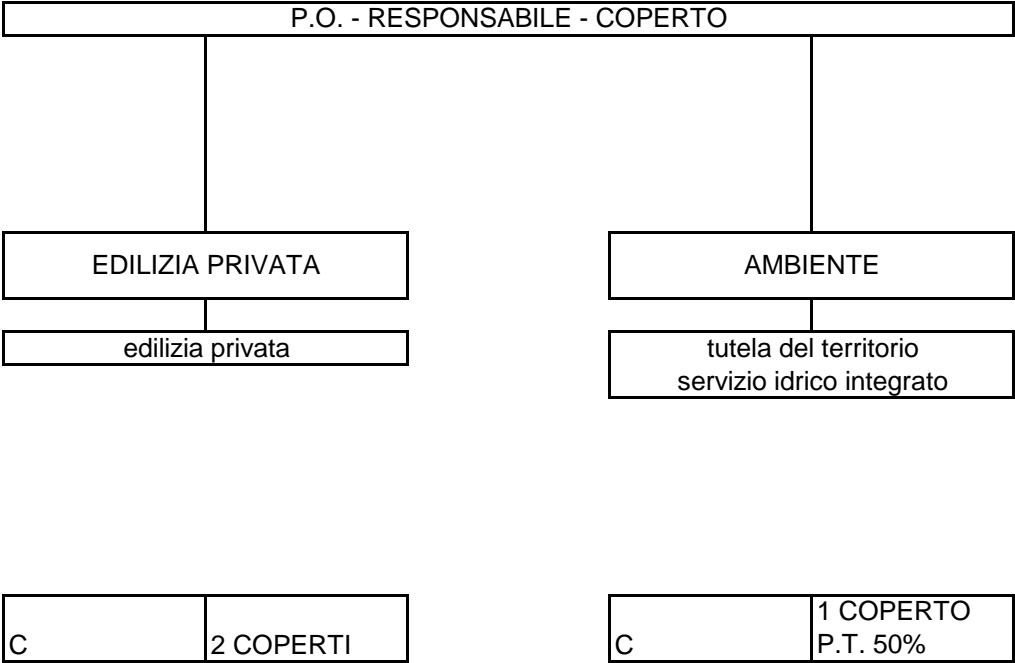 P.O. - RESPONSABILE - COPERTO
EDILIZIA PRIVATA
AMBIENTE
edilizia privata
tutela del territorio
servizio idrico integrato
C
2 COPERTI
C
1 COPERTO
P.T. 50%